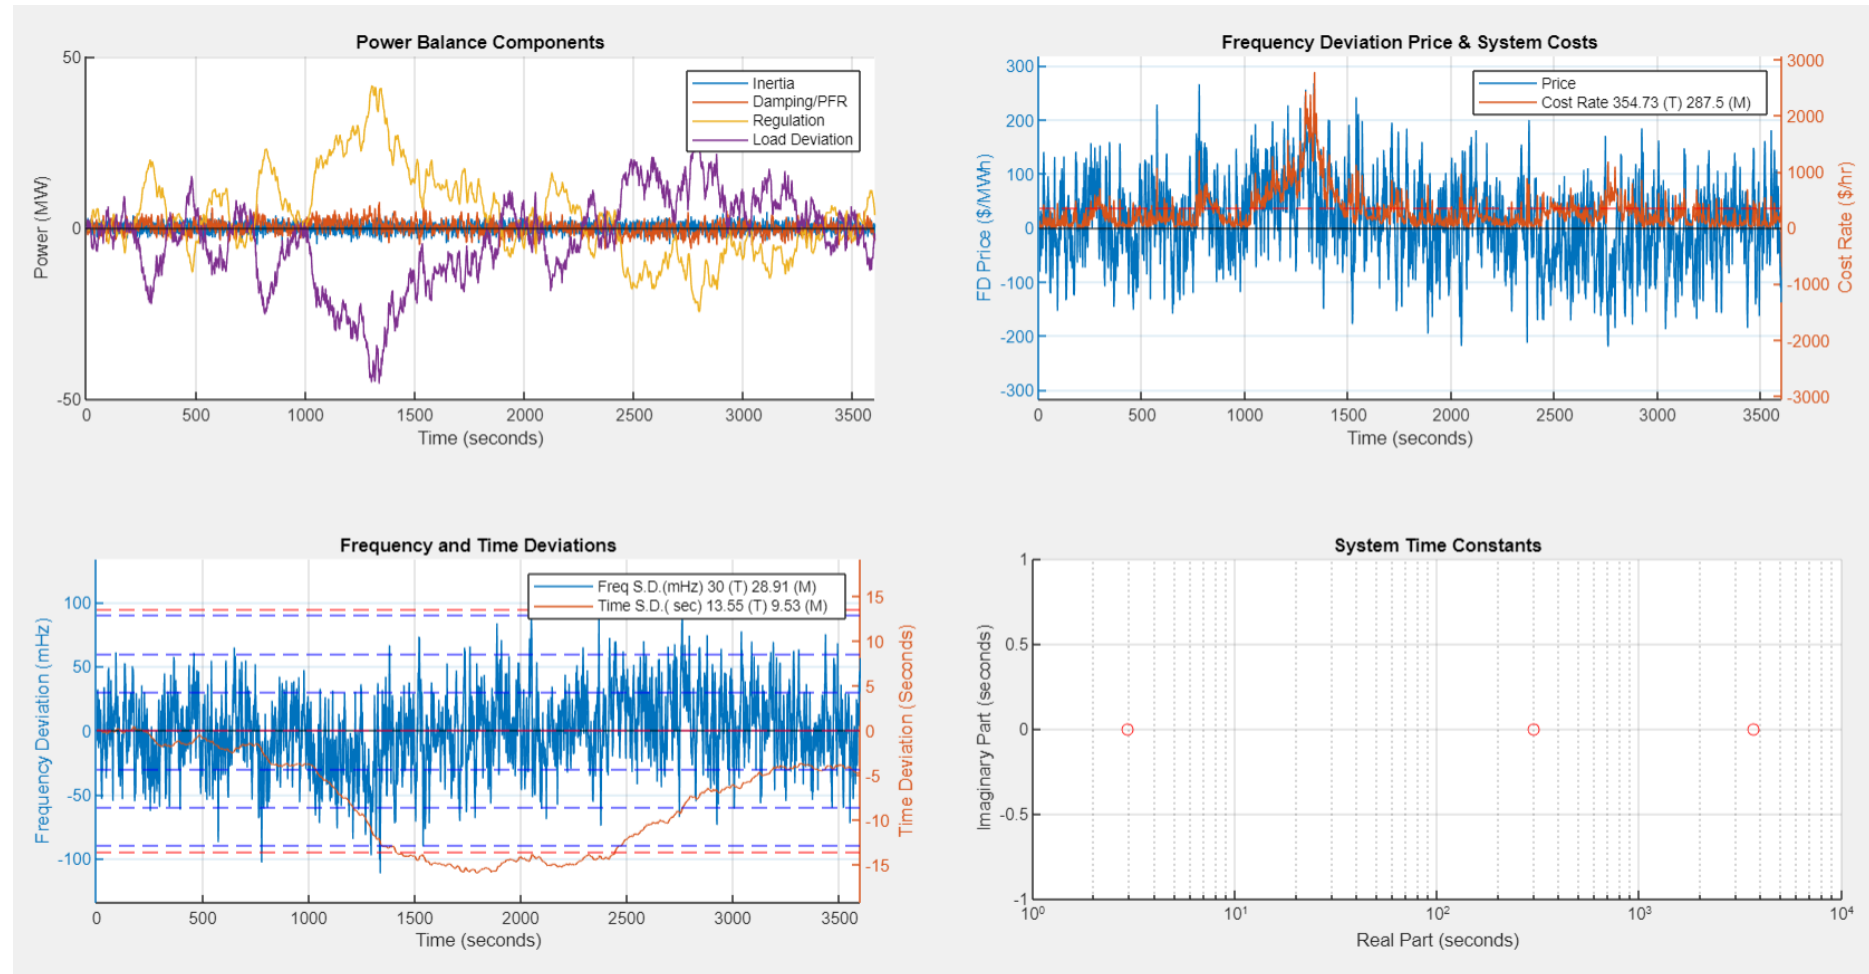 Power Balance Components
50
0
-50
Power (MW)
Inertia
Damping/PFR
Regulation
Load Deviation
0 500 1000 1500 2000 2500 3000 3500
Time (seconds)
Frequency Deviation Price & System Costs
300
200
100
0
-100
-200
-300
FD Price ($/MWh)
Price
Cost Rate 354.73 (T) 287.5 (M)
3000
2000
1000
0
-1000
-2000
-3000
Cost Rate ($/hr)
0 500 1000 1500 2000 2500 3000 3500
Time (seconds)
Frequency and Time Deviations
100
50
0
-50
-100
Frequency Deviation (mHz)
Freq S.D.(mHz) 30 (T) 28.91 (M)
Time S.D.( sec) 13.55 (T) 9.53 (M)
15
10
5
0
-5
-10
-15
Time Deviation (Seconds)
0 500 1000 1500 2000 2500 3000 3500
Time (seconds)
System Time Constants
1
0.5
0
-0.5
-1
Imaginary Part (seconds)
10⁰ 10¹ 10² 10³ 10⁴
Real Part (seconds)